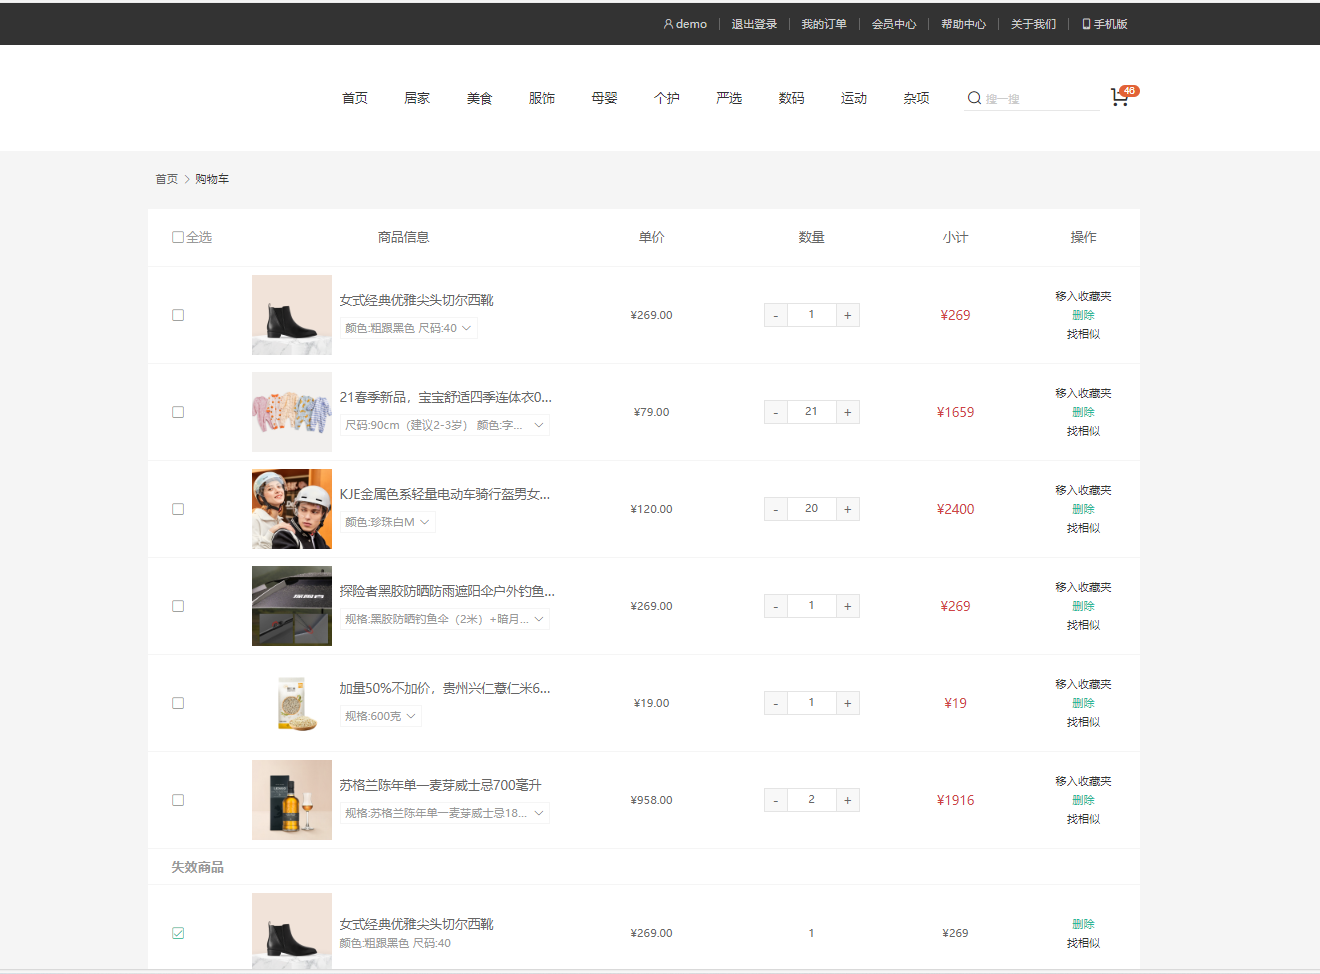 demo 退出登录 我的订单 会员中心 帮助中心 关于我们 手机版
首页 居家 美食 服饰 母婴 个护 严选 数码 运动 杂项 搜一搜 46
首页 购物车
全选 商品信息 单价 数量 小计 操作
女式经典优雅尖头切尔西靴
颜色:粗跟黑色 尺码:40
¥269.00
- 1 +
¥269
移入收藏夹
删除
找相似
21春季新品，宝宝舒适四季连体衣0...
尺码:90cm（建议2-3岁） 颜色:字...
¥79.00
- 21 +
¥1659
移入收藏夹
删除
找相似
KJE金属色系轻量电动车骑行盔男女...
颜色:珍珠白M
¥120.00
- 20 +
¥2400
移入收藏夹
删除
找相似
探险者黑胶防晒防雨遮阳伞户外钓鱼...
规格:黑胶防晒钓鱼伞（2米）+暗月...
¥269.00
- 1 +
¥269
移入收藏夹
删除
找相似
加量50%不加价，贵州兴仁薏仁米6...
规格:600克
¥19.00
- 1 +
¥19
移入收藏夹
删除
找相似
苏格兰陈年单一麦芽威士忌700毫升
规格:苏格兰陈年单一麦芽威士忌18...
¥958.00
- 2 +
¥1916
移入收藏夹
删除
找相似
失效商品
女式经典优雅尖头切尔西靴
颜色:粗跟黑色 尺码:40
¥269.00
1
¥269
删除
找相似